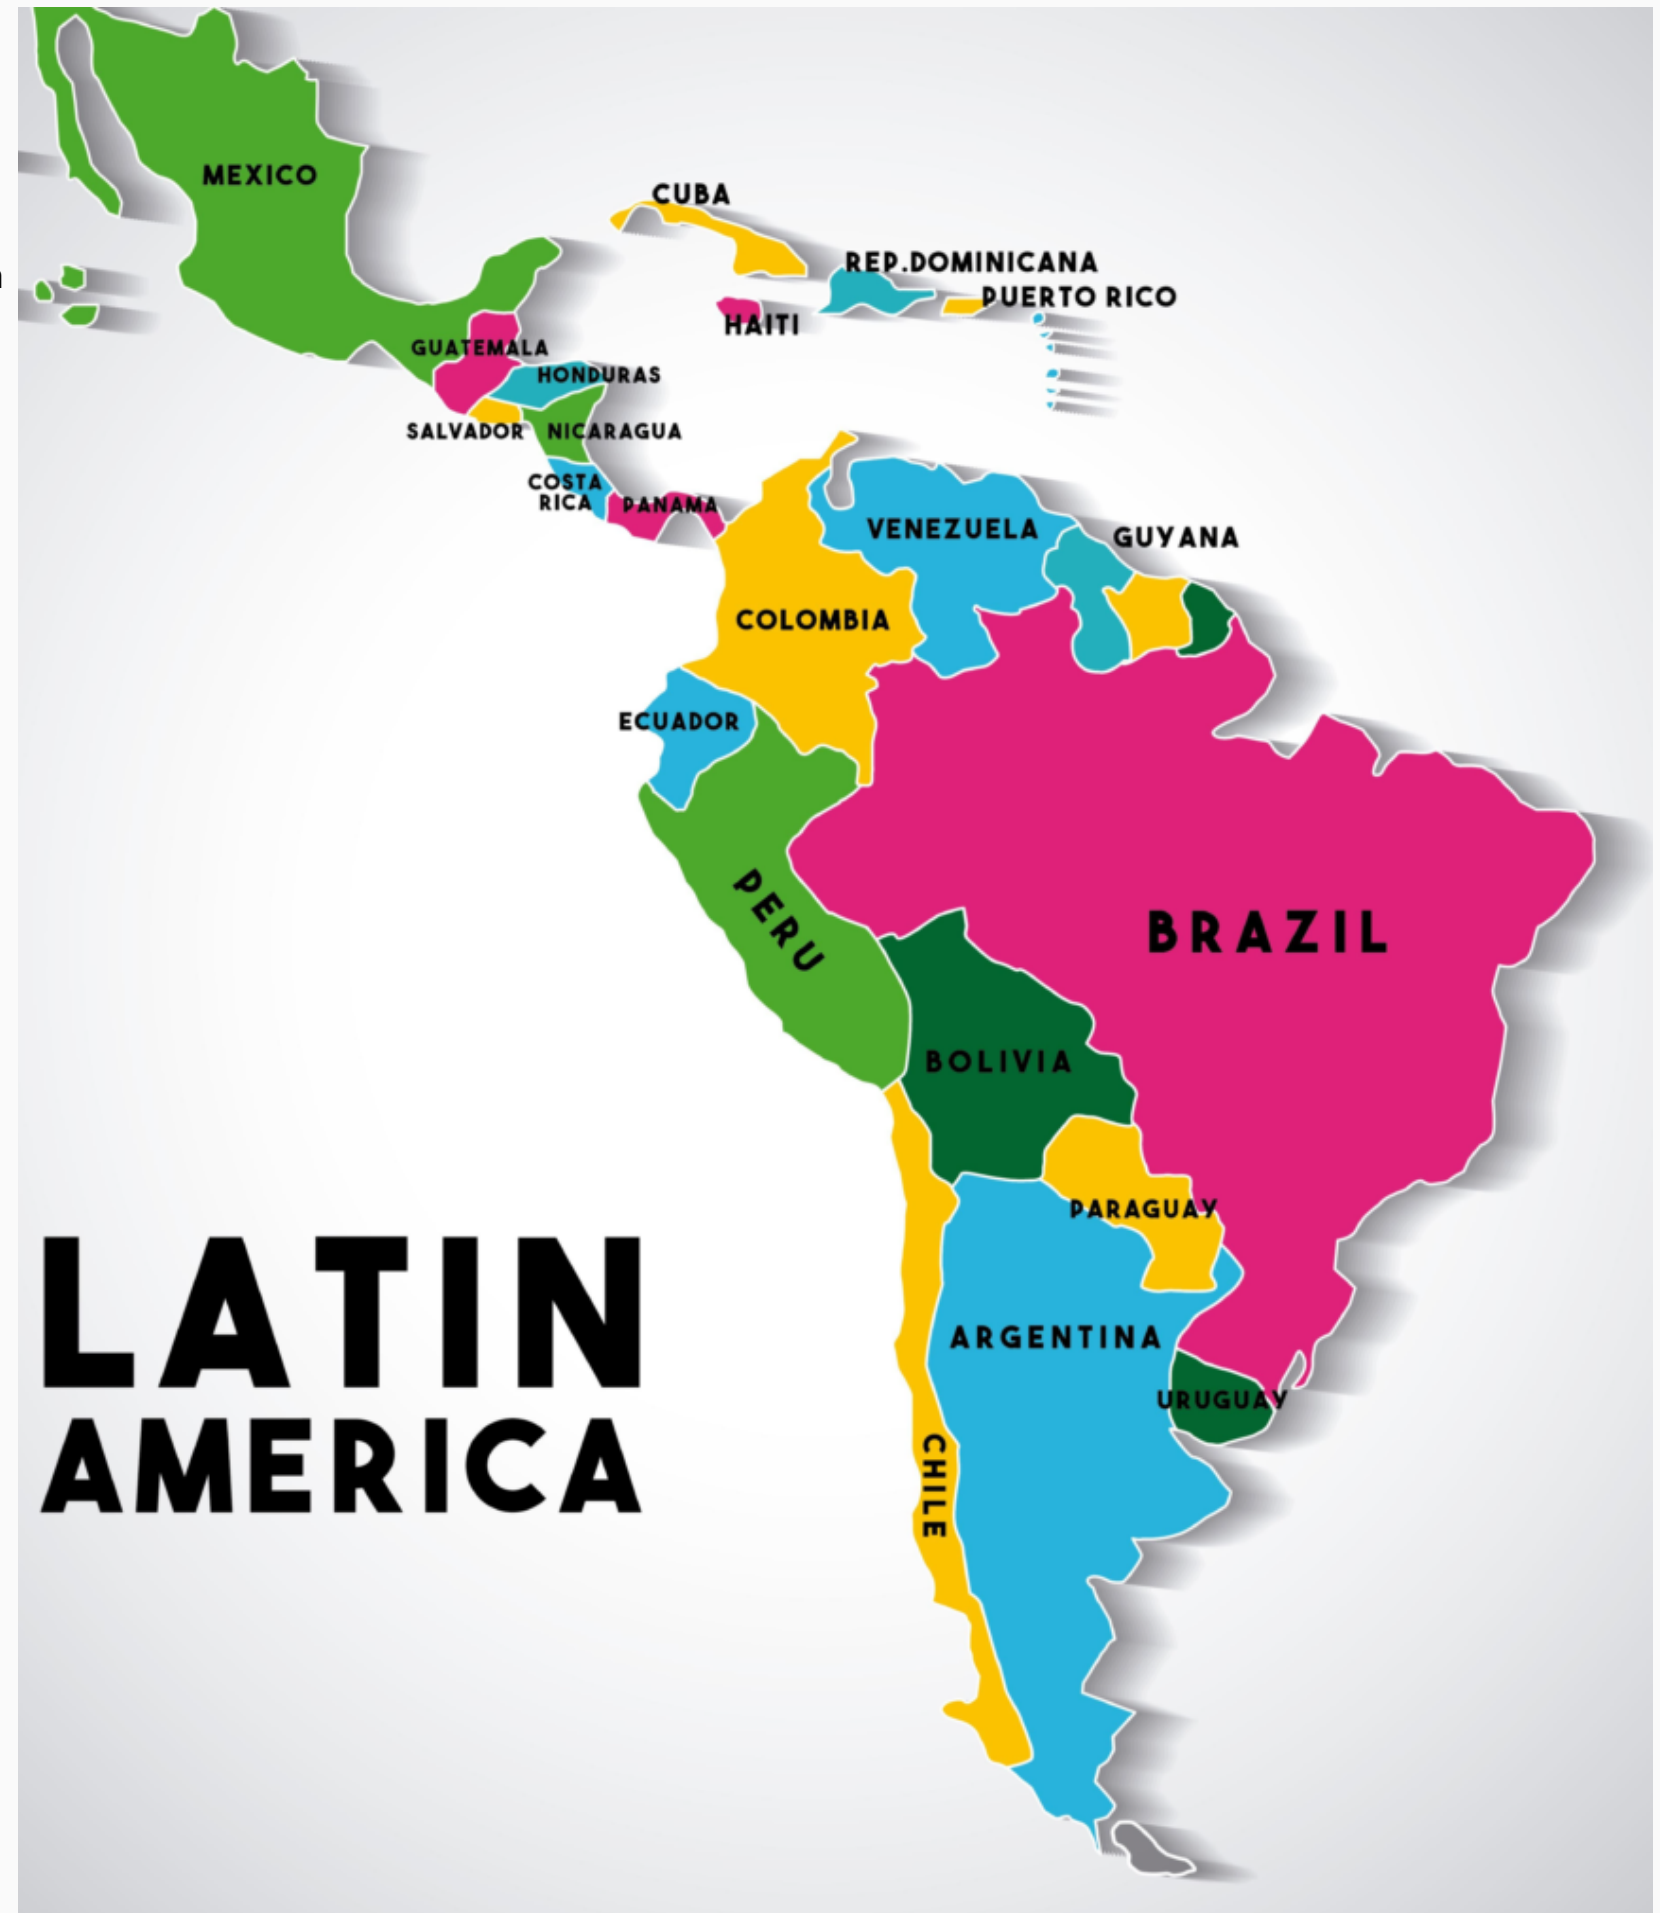 MEXICO
CUBA
REP.DOMINICANA
PUERTO RICO
HAITI
GUATEMALA
HONDURAS
SALVADOR
NICARAGUA
COSTA
RICA
PANAMA
VENEZUELA
GUYANA
COLOMBIA
ECUADOR
PERU
BRAZIL
BOLIVIA
PARAGUAY
ARGENTINA
URUGUAY
CHILE
LATIN
AMERICA